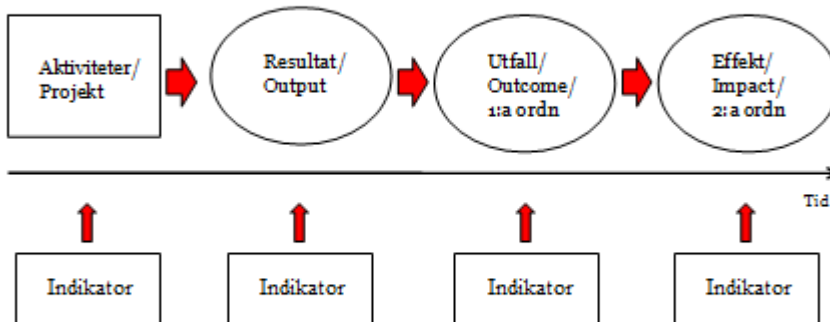 Aktiviteter/
Projekt
Resultat/
Output
Utfall/
Outcome/
1:a ordn
Effekt/
Impact/
2:a ordn
Tid
Indikator
Indikator
Indikator
Indikator